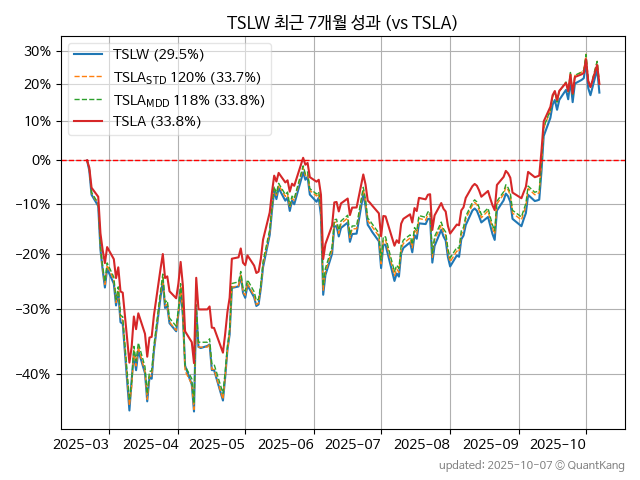 TSLW 최근 7개월 성과 (vs TSLA)
TSLW (29.5%)
TSLA_STD 120% (33.7%)
TSLA_MDD 118% (33.8%)
TSLA (33.8%)
30%
20%
10%
0%
−10%
−20%
−30%
−40%
2025-03 2025-04 2025-05 2025-06 2025-07 2025-08 2025-09 2025-10
updated: 2025-10-07 © QuantKang